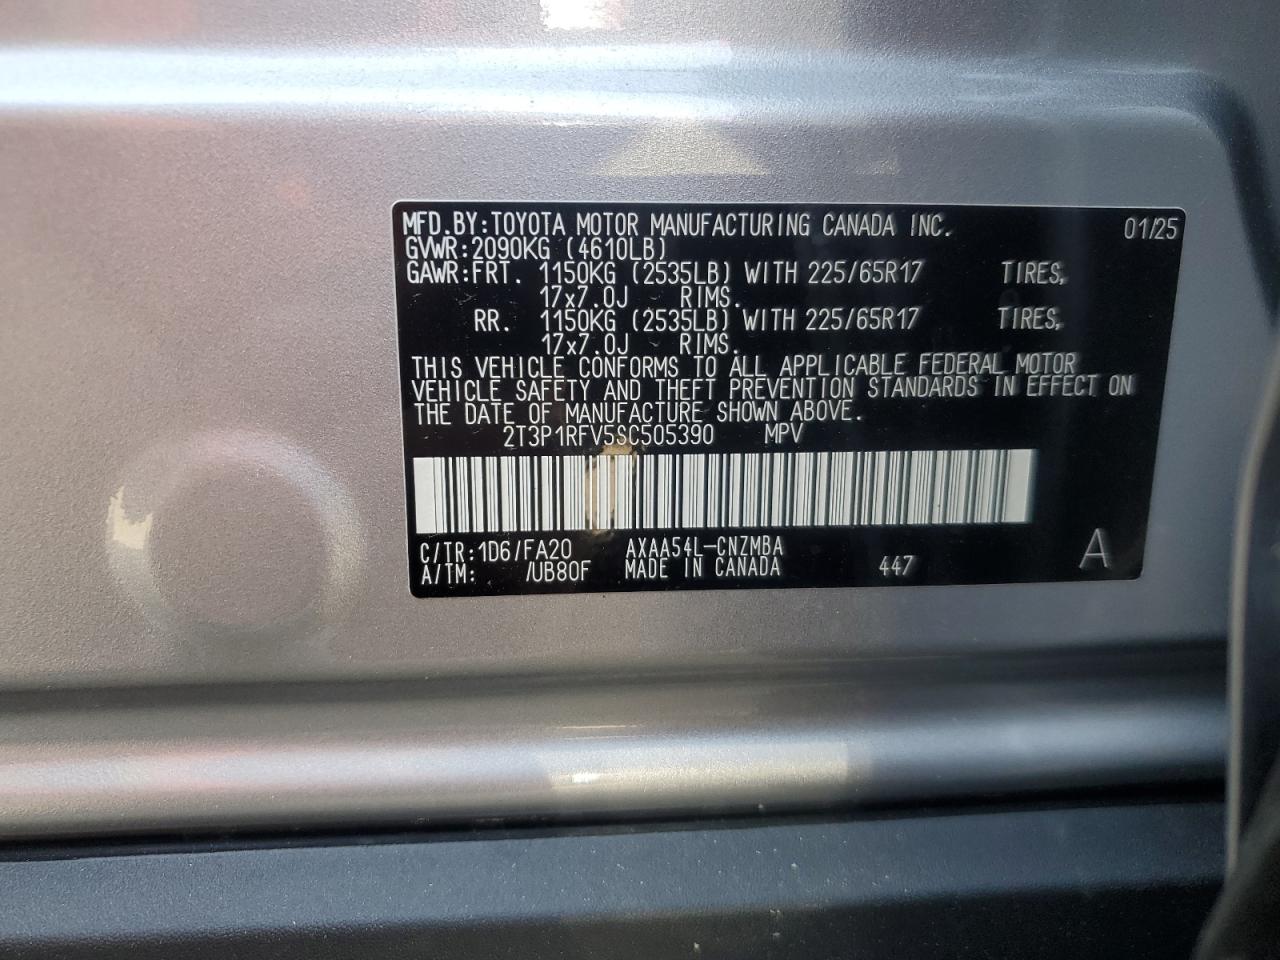 MFD.BY:TOYOTA MOTOR MANUFACTURING CANADA INC. 01/25
GVWR:2090KG (4610LB)
GAWR:FRT. 1150KG (2535LB) WITH 225/65R17 TIRES,
17x7.0J RIMS.
RR. 1150KG (2535LB) WITH 225/65R17 TIRES,
17x7.0J RIMS.
THIS VEHICLE CONFORMS TO ALL APPLICABLE FEDERAL MOTOR
VEHICLE SAFETY AND THEFT PREVENTION STANDARDS IN EFFECT ON
THE DATE OF MANUFACTURE SHOWN ABOVE.
2T3P1RFV5SC505390 MPV
C/TR:1D6/FA20 AXAA54L-CNZMBA A
A/TM: /UB80F MADE IN CANADA 447